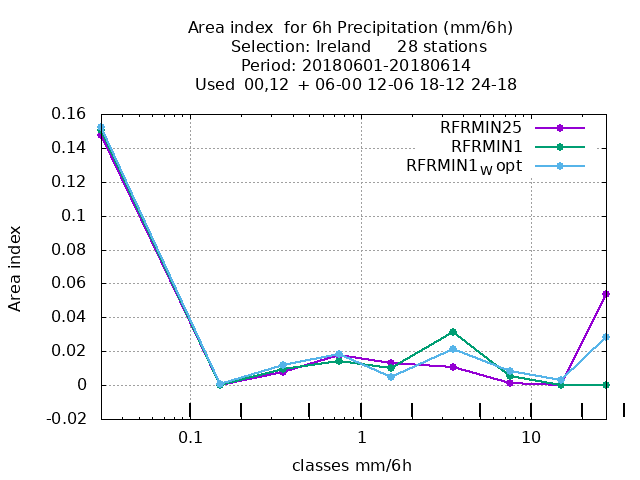 Area index  for 6h Precipitation (mm/6h)
Selection: Ireland     28 stations
Period: 20180601-20180614
Used  00,12  + 06-00 12-06 18-12 24-18
RFRMIN25
RFRMIN1
RFRMIN1W opt
0.16
0.14
0.12
0.1
0.08
0.06
0.04
0.02
0
-0.02
Area index
0.1 1 10
classes mm/6h